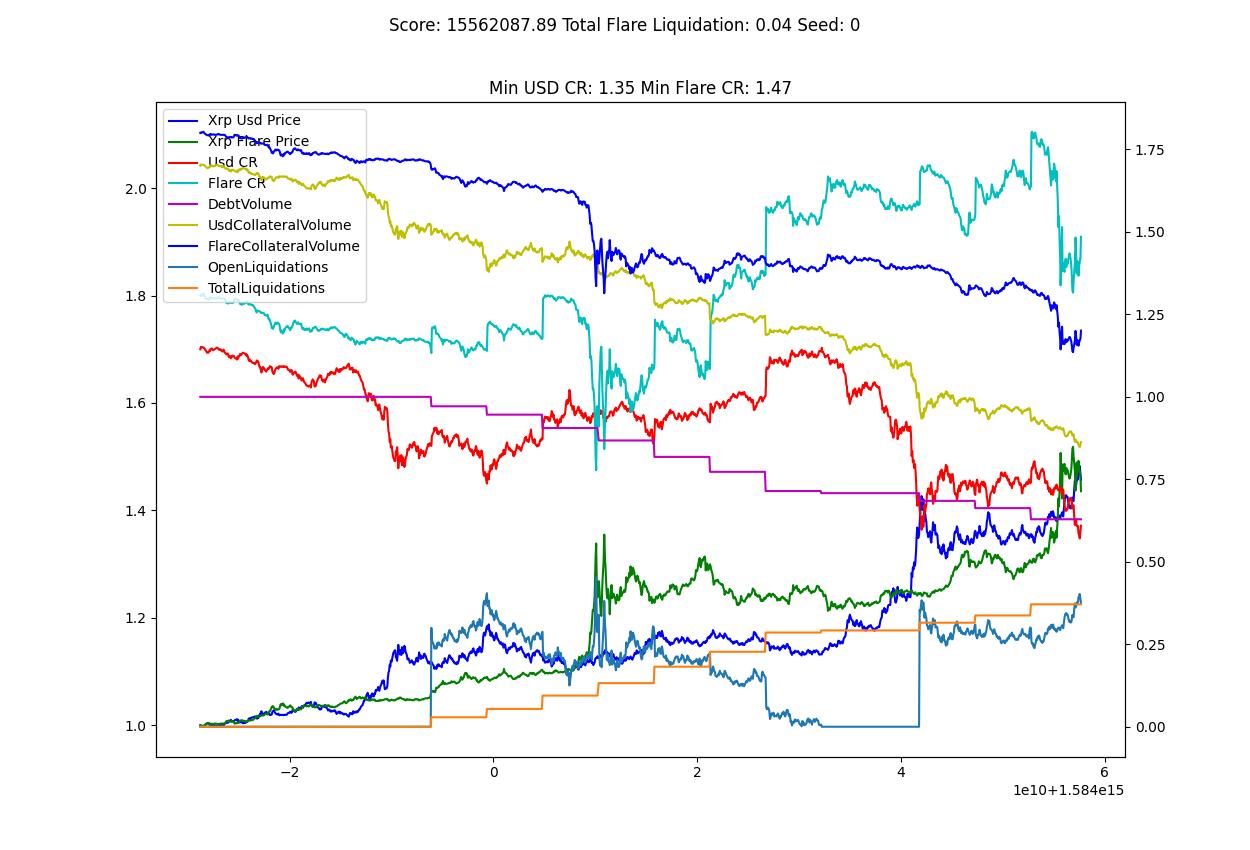 Score: 15562087.89 Total Flare Liquidation: 0.04 Seed: 0
Min USD CR: 1.35 Min Flare CR: 1.47
Xrp Usd Price
Xrp Flare Price
Usd CR
Flare CR
DebtVolume
UsdCollateralVolume
FlareCollateralVolume
OpenLiquidations
TotalLiquidations
2.0
1.8
1.6
1.4
1.2
1.0
1.75
1.50
1.25
1.00
0.75
0.50
0.25
0.00
−2
0
2
4
6
1e10+1.584e15